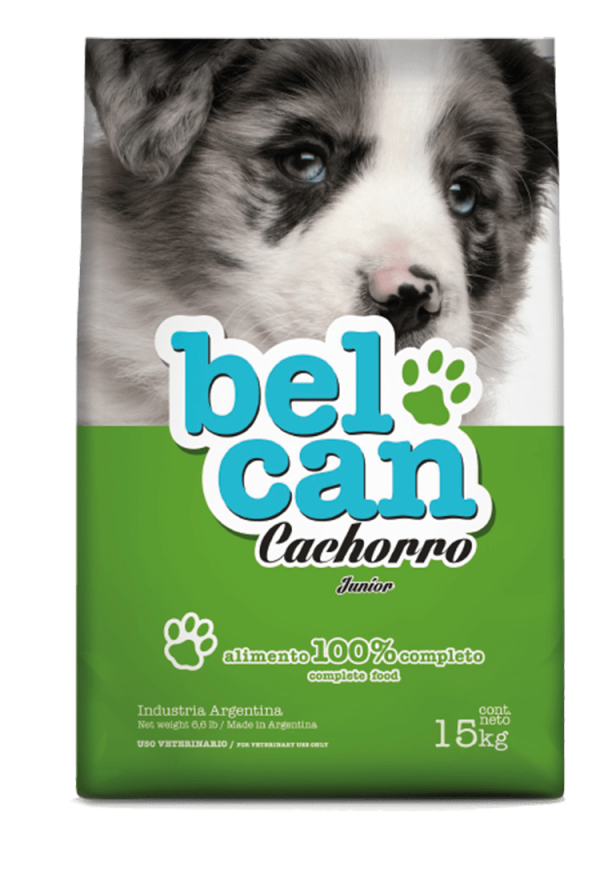 bel
can
Cachorro
Junior
alimento 100% completo
complete food
Industria Argentina
Net weight 6,6 lb / Made in Argentina
USO VETERINARIO / FOR VETERINARY USE ONLY
cont.
neto
15kg